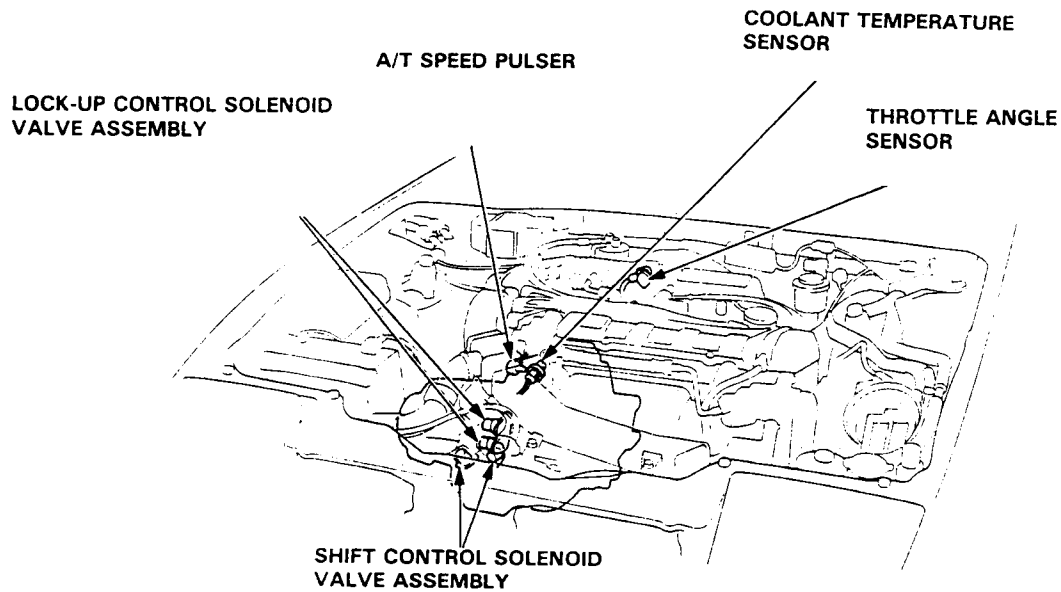 COOLANT TEMPERATURE
SENSOR
A/T SPEED PULSER
LOCK-UP CONTROL SOLENOID
VALVE ASSEMBLY
THROTTLE ANGLE
SENSOR
SHIFT CONTROL SOLENOID
VALVE ASSEMBLY